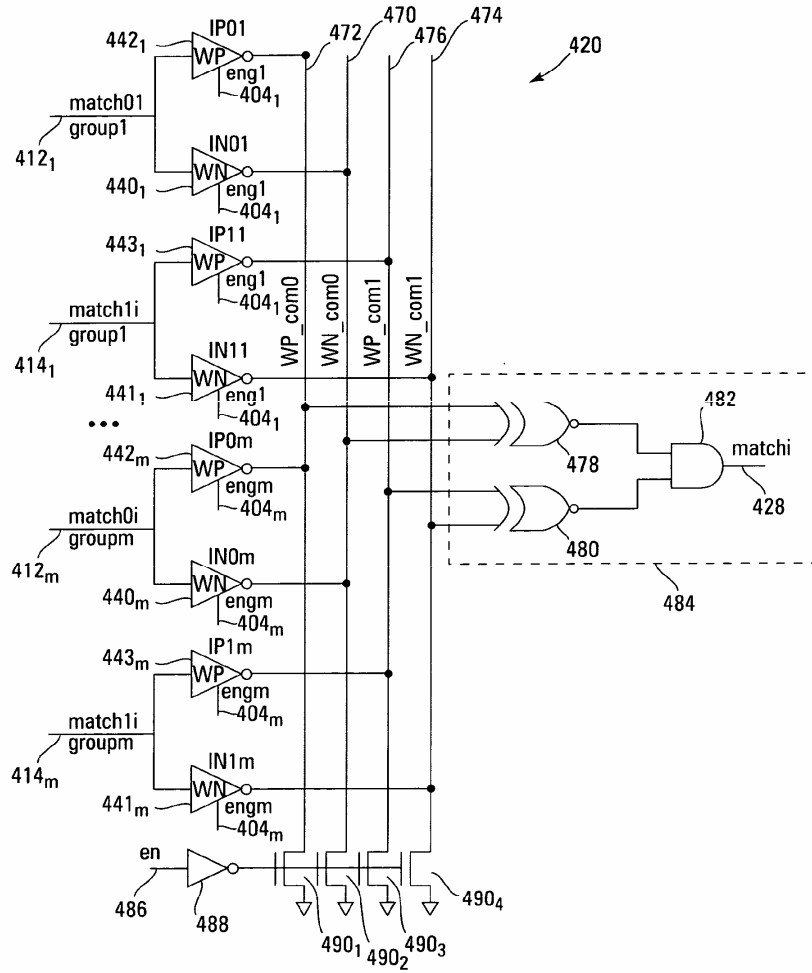 442₁ IP01 472 470 476 474
WP
eng1
404₁
420
match01
group1
412₁
IN01
WN
eng1
440₁
404₁
443₁ IP11
WP
eng1
404₁
match1i
group1
414₁
WP_com0
WN_com0
WP_com1
WN_com1
IN11
WN
eng1
441₁
404₁
•••
482
matchi
478
428
480
484
442ₘ IP0m
WP
engm
404ₘ
match0i
groupm
412ₘ
IN0m
WN
engm
440ₘ
404ₘ
443ₘ IP1m
WP
engm
404ₘ
match1i
groupm
414ₘ
IN1m
WN
engm
441ₘ
404ₘ
en
486
488
490₁
490₂
490₃
490₄